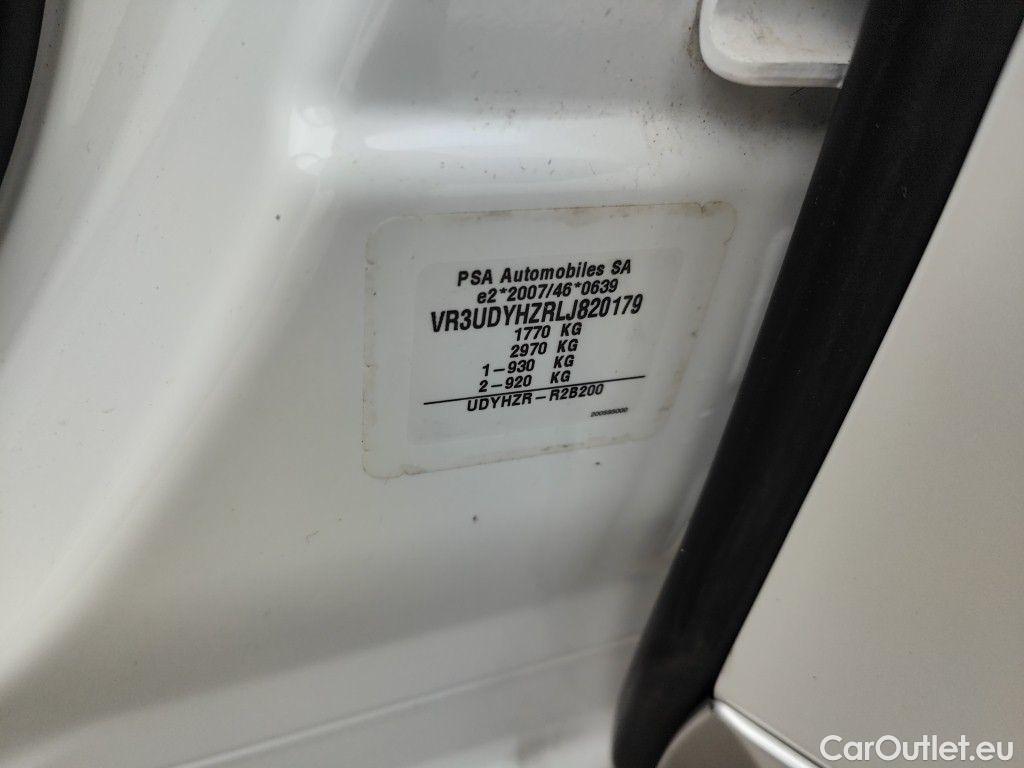 PSA Automobiles SA
e2*2007/46*0639
VR3UDYHZRLJ820179
1770 KG
2970 KG
1-930 KG
2-920 KG
UDYHZR-R2B200
CarOutlet.eu